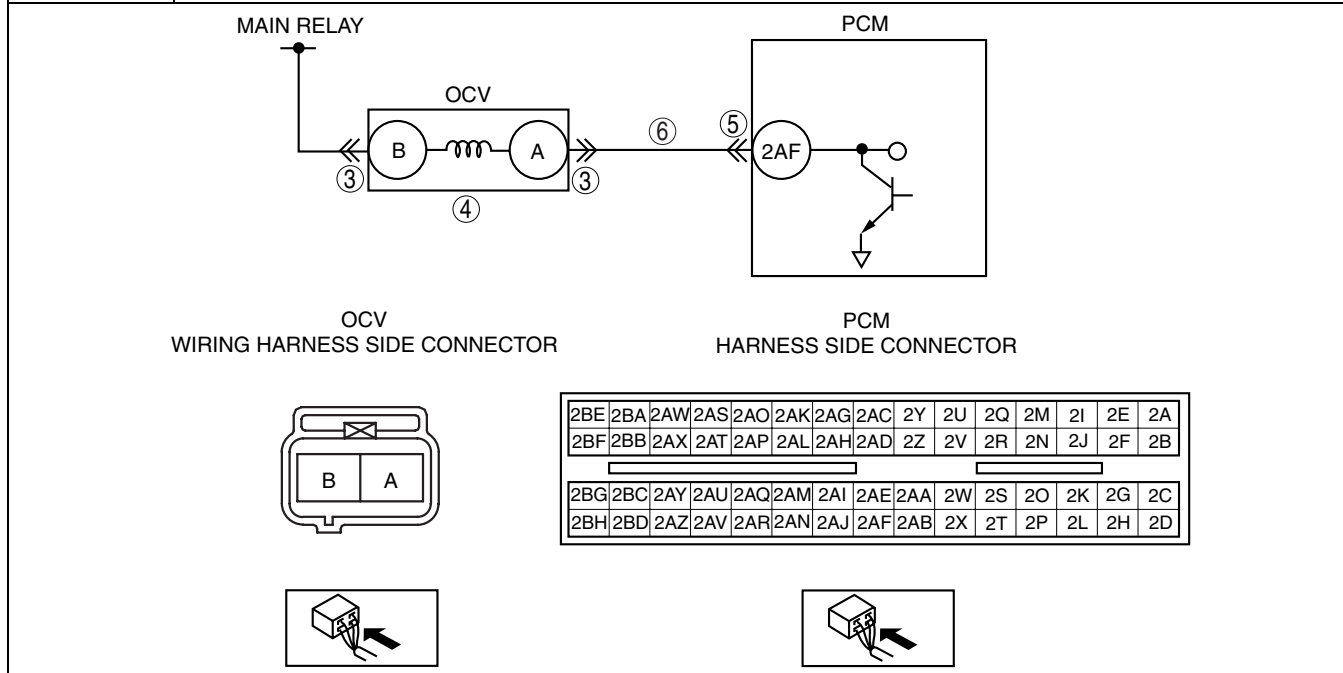 MAIN RELAY
PCM
OCV
B
A
③
③
④
⑥
⑤
2AF
OCV
WIRING HARNESS SIDE CONNECTOR
PCM
HARNESS SIDE CONNECTOR
B A
2BE 2BA 2AW 2AS 2AO 2AK 2AG 2AC 2Y 2U 2Q 2M 2I 2E 2A
2BF 2BB 2AX 2AT 2AP 2AL 2AH 2AD 2Z 2V 2R 2N 2J 2F 2B
2BG 2BC 2AY 2AU 2AQ 2AM 2AI 2AE 2AA 2W 2S 2O 2K 2G 2C
2BH 2BD 2AZ 2AV 2AR 2AN 2AJ 2AF 2AB 2X 2T 2P 2L 2H 2D